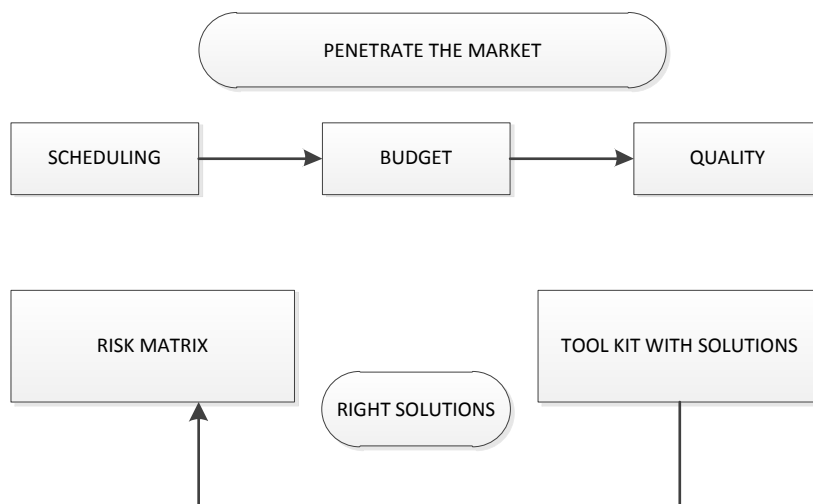 PENETRATE THE MARKET
SCHEDULING
BUDGET
QUALITY
RISK MATRIX
TOOL KIT WITH SOLUTIONS
RIGHT SOLUTIONS